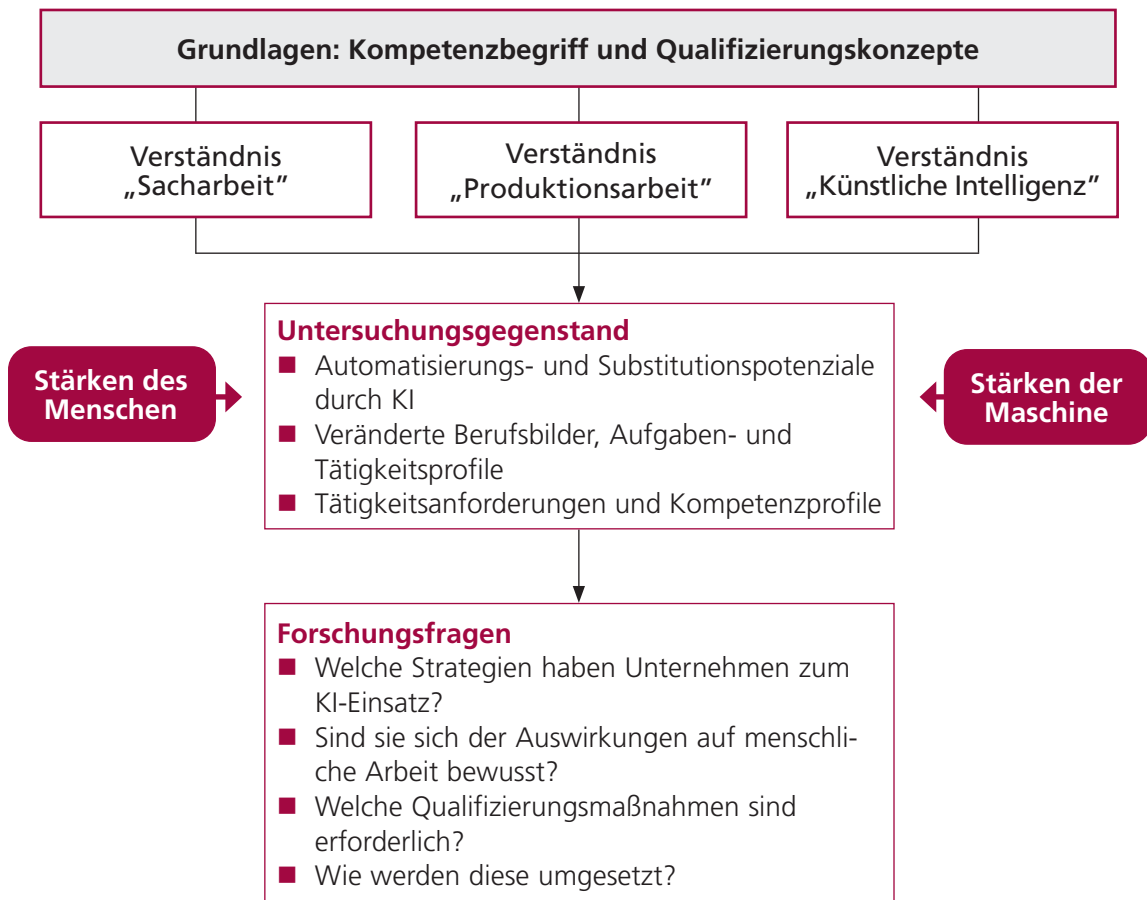 Grundlagen: Kompetenzbegriff und Qualifizierungskonzepte
Verständnis
„Sacharbeit”
Verständnis
„Produktionsarbeit”
Verständnis
„Künstliche Intelligenz”
Stärken des
Menschen
Untersuchungsgegenstand
■ Automatisierungs- und Substitutionspotenziale
durch KI
■ Veränderte Berufsbilder, Aufgaben- und
Tätigkeitsprofile
■ Tätigkeitsanforderungen und Kompetenzprofile
Stärken der
Maschine
Forschungsfragen
■ Welche Strategien haben Unternehmen zum
KI-Einsatz?
■ Sind sie sich der Auswirkungen auf menschli-
che Arbeit bewusst?
■ Welche Qualifizierungsmaßnahmen sind
erforderlich?
■ Wie werden diese umgesetzt?